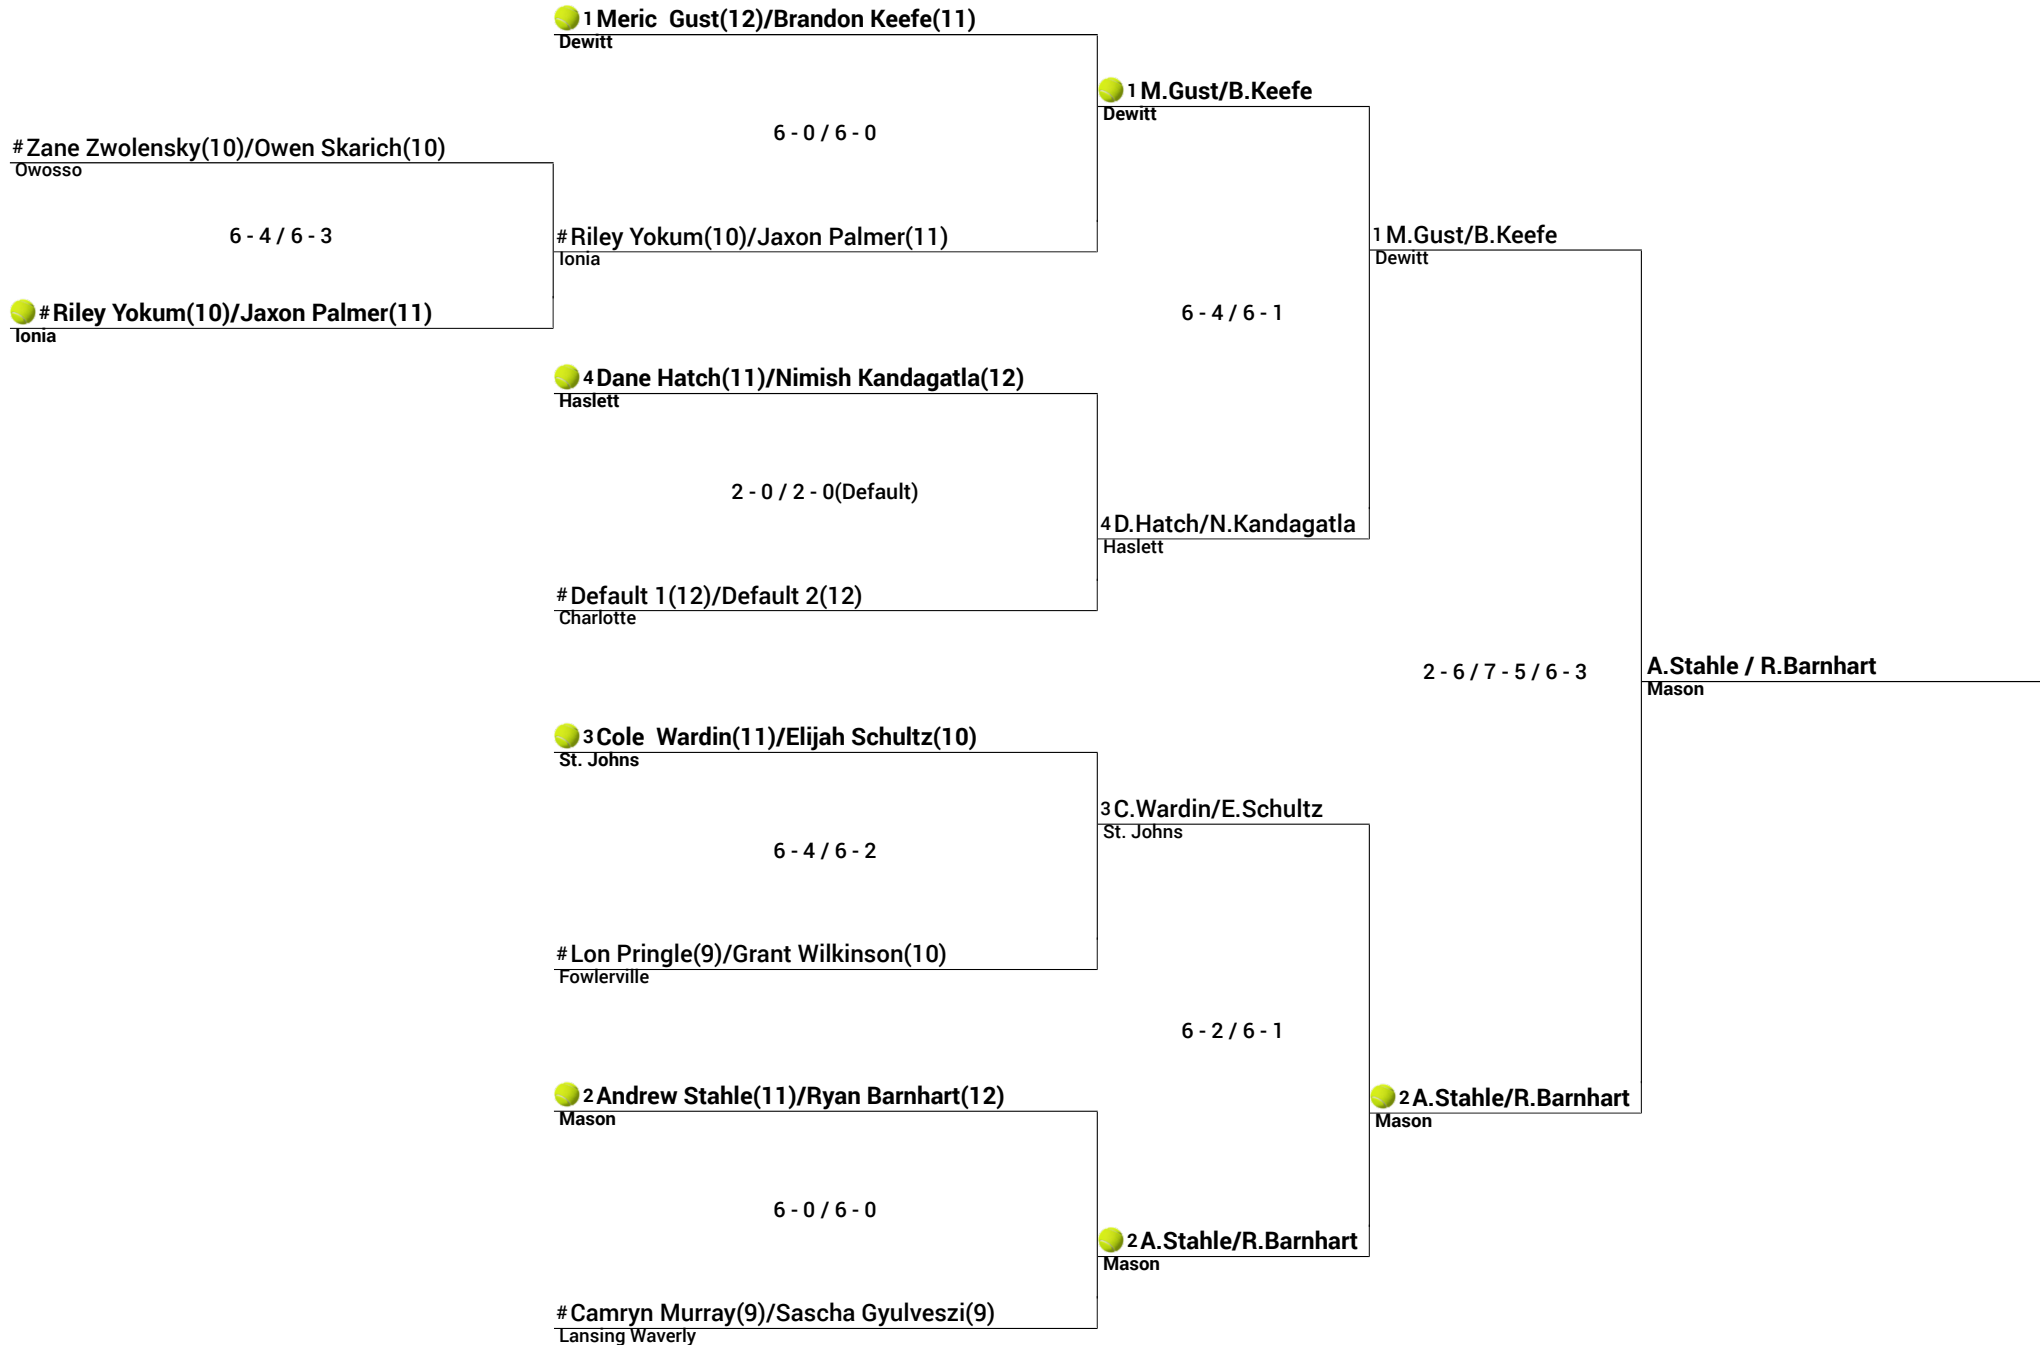 1 Meric Gust(12)/Brandon Keefe(11)
Dewitt
6 - 0 / 6 - 0
1 M.Gust/B.Keefe
Dewitt
# Zane Zwolensky(10)/Owen Skarich(10)
Owosso
6 - 4 / 6 - 3
# Riley Yokum(10)/Jaxon Palmer(11)
Ionia
1 M.Gust/B.Keefe
Dewitt
# Riley Yokum(10)/Jaxon Palmer(11)
Ionia
6 - 4 / 6 - 1
4 Dane Hatch(11)/Nimish Kandagatla(12)
Haslett
2 - 0 / 2 - 0(Default)
4 D.Hatch/N.Kandagatla
Haslett
# Default 1(12)/Default 2(12)
Charlotte
2 - 6 / 7 - 5 / 6 - 3
A.Stahle / R.Barnhart
Mason
3 Cole Wardin(11)/Elijah Schultz(10)
St. Johns
3 C.Wardin/E.Schultz
St. Johns
6 - 4 / 6 - 2
# Lon Pringle(9)/Grant Wilkinson(10)
Fowlerville
6 - 2 / 6 - 1
2 Andrew Stahle(11)/Ryan Barnhart(12)
Mason
2 A.Stahle/R.Barnhart
Mason
6 - 0 / 6 - 0
2 A.Stahle/R.Barnhart
Mason
# Camryn Murray(9)/Sascha Gyulveszi(9)
Lansing Waverly